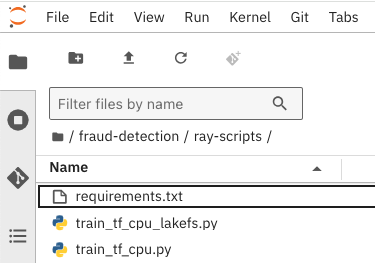 File Edit View Run Kernel Git Tabs
Filter files by name
/ fraud-detection / ray-scripts /
Name
requirements.txt
train_tf_cpu_lakefs.py
train_tf_cpu.py